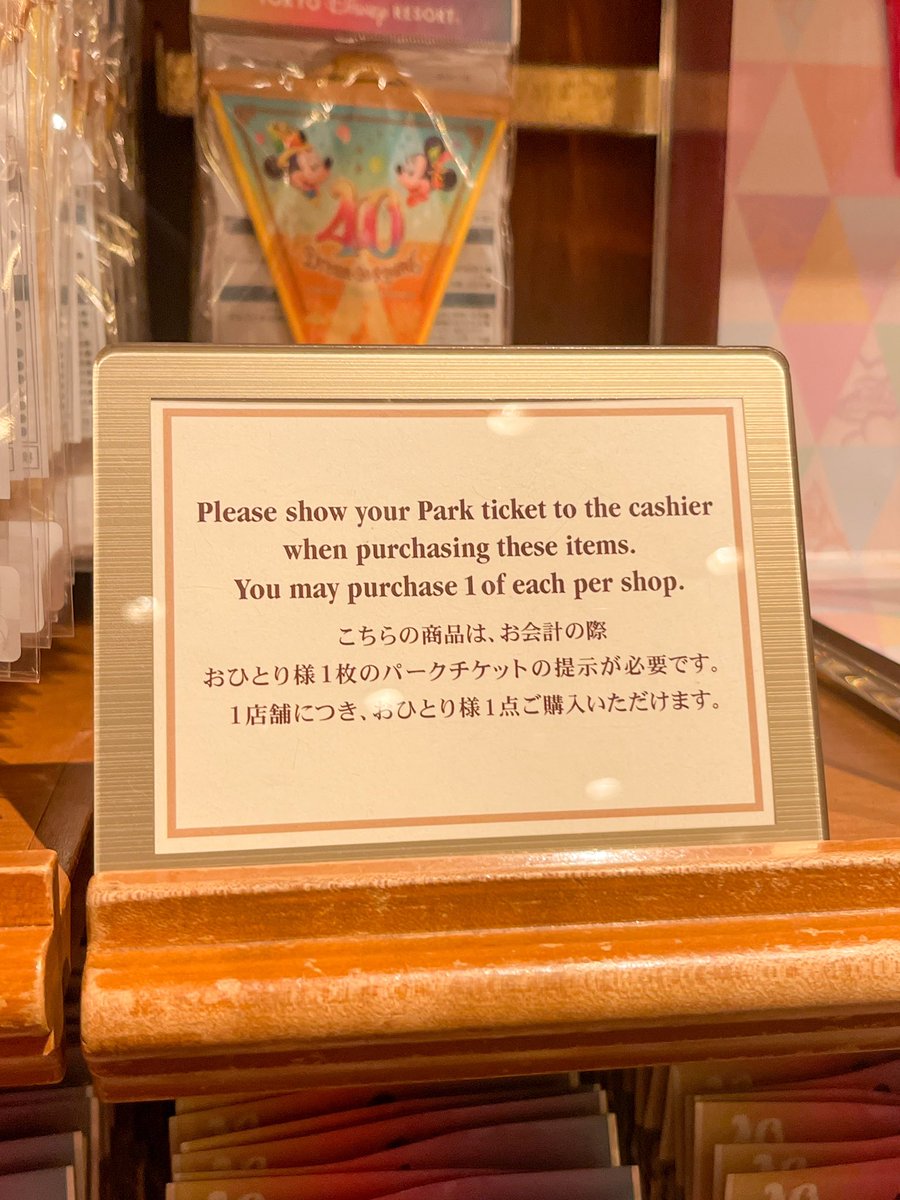 TOKYO Disney RESORT
40
Please show your Park ticket to the cashier
when purchasing these items.
You may purchase 1 of each per shop.
こちらの商品は、お会計の際
おひとり様1枚のパークチケットの提示が必要です。
1店舗につき、おひとり様1点ご購入いただけます。